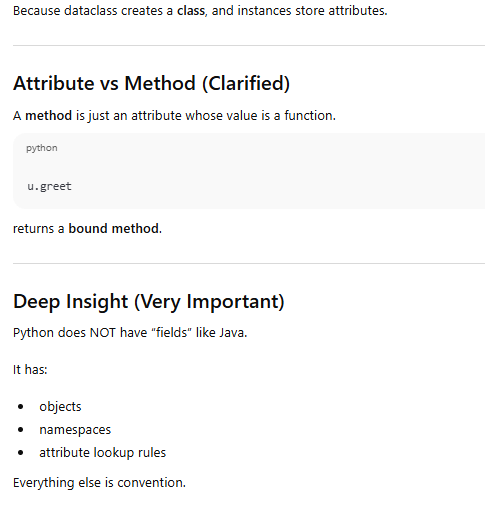 Because dataclass creates a class, and instances store attributes.
Attribute vs Method (Clarified)
A method is just an attribute whose value is a function.
python
u.greet
returns a bound method.
Deep Insight (Very Important)
Python does NOT have “fields” like Java.
It has:
• objects
• namespaces
• attribute lookup rules
Everything else is convention.